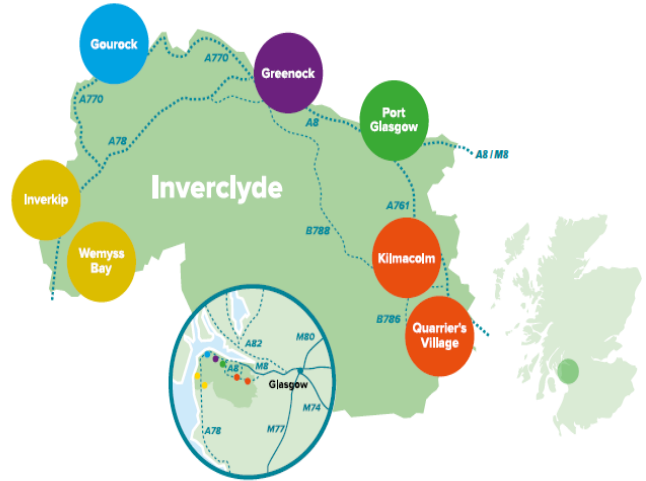 Gourock
A770
Greenock
A770
Port
Glasgow
A8
A78
A8 / M8
Inverkip
Inverclyde
A761
B788
Wemyss
Bay
Kilmacolm
B786
Quarrier's
Village
A82
M80
A8
M8
Glasgow
M74
M77
A78